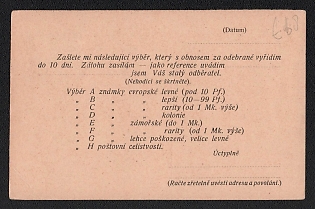 (Datum)
Zašlete mi následující výběr, který s obnosem za odebrané vyřídím
do 10 dní. Zálohu zasílám — jako reference uvádím
jsem Váš stálý odběratel.
(Nehodící se škrtněte).
Výběr A známky evropské levné (pod 10 Pf.)
„ B „ „ lepší (10—99 Pf.)
„ C „ „ rarity (od 1 Mk. výše)
„ D „ kolonie
„ E „ zámořské (do 1 Mk.)
„ F „ „ rarity (od 1 Mk. výše)
„ G „ lehce poškozené, velice levné
„ H poštovní celistvosti.
Úctyplně
(Račte zřetelně uvésti adresu a povolání.)